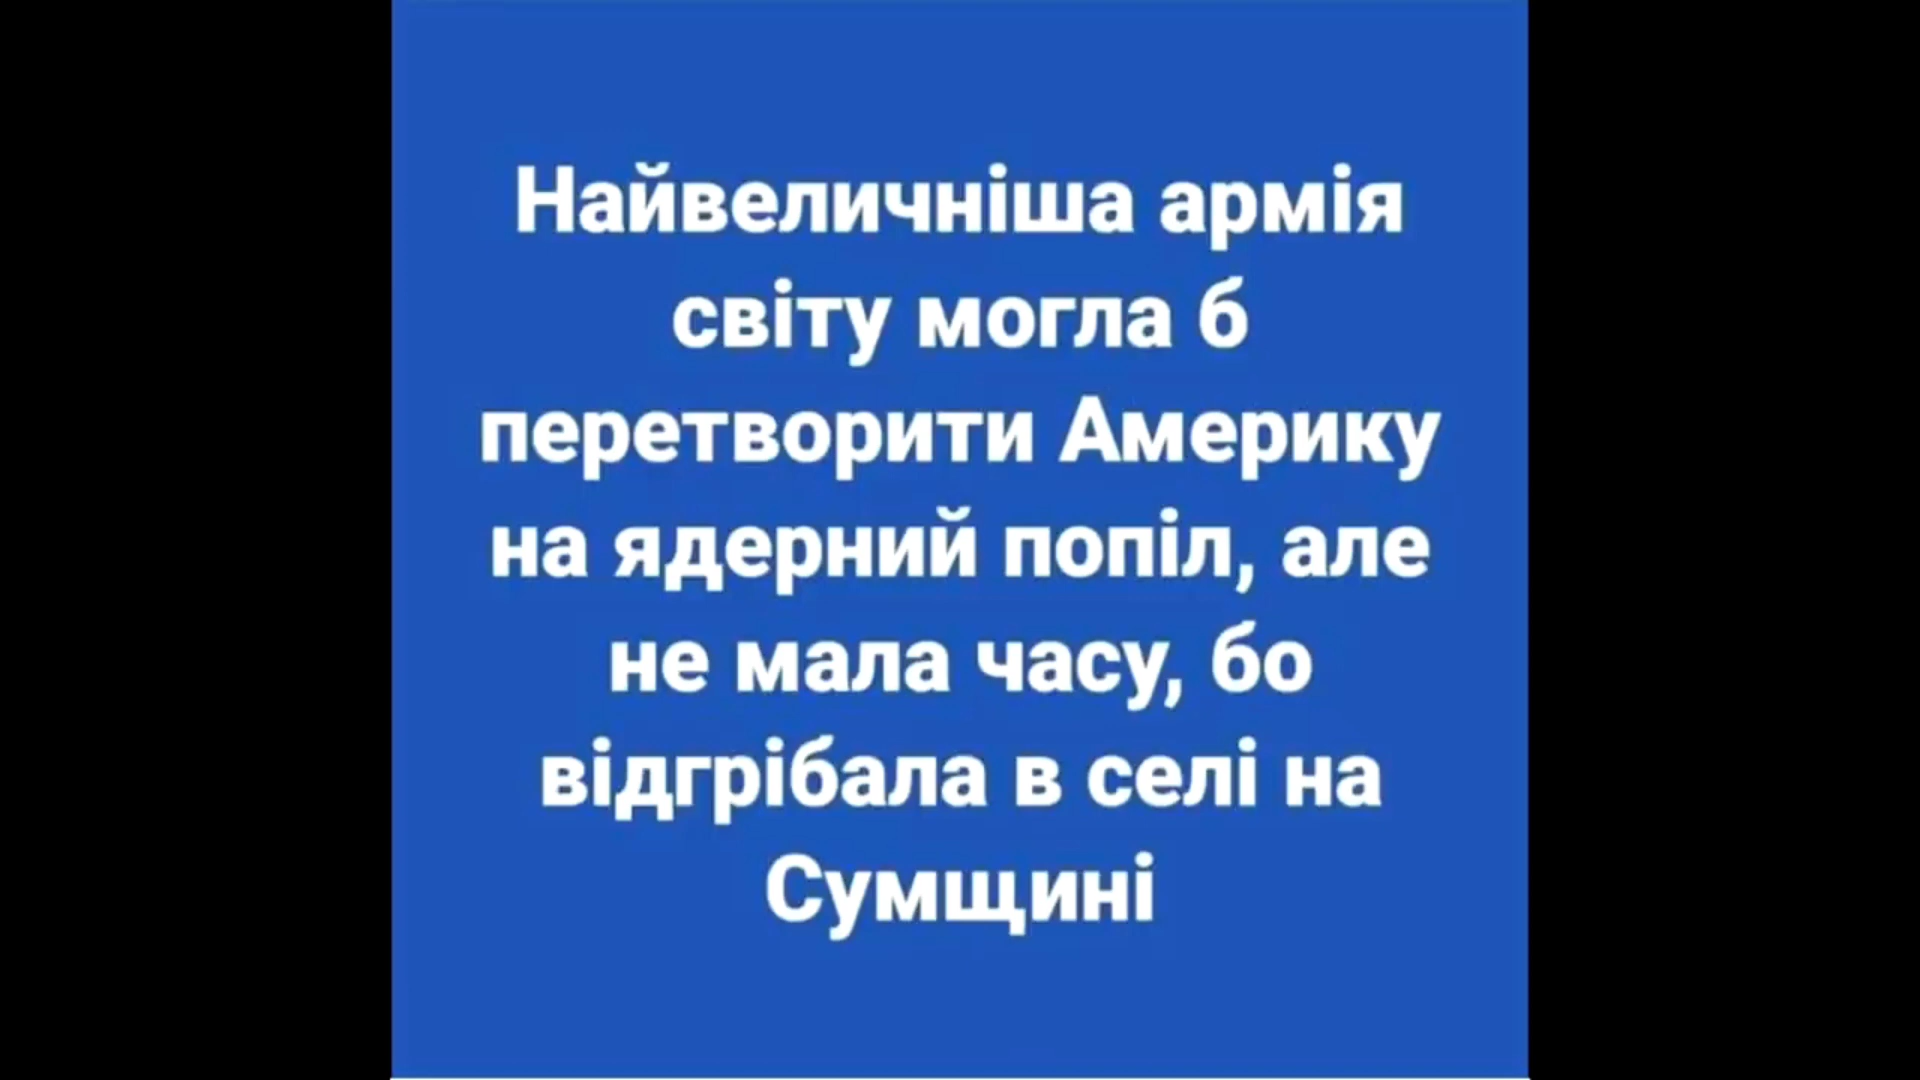 Найвеличніша армія
світу могла б
перетворити Америку
на ядерний попіл, але
не мала часу, бо
відгрібала в селі на
Сумщині